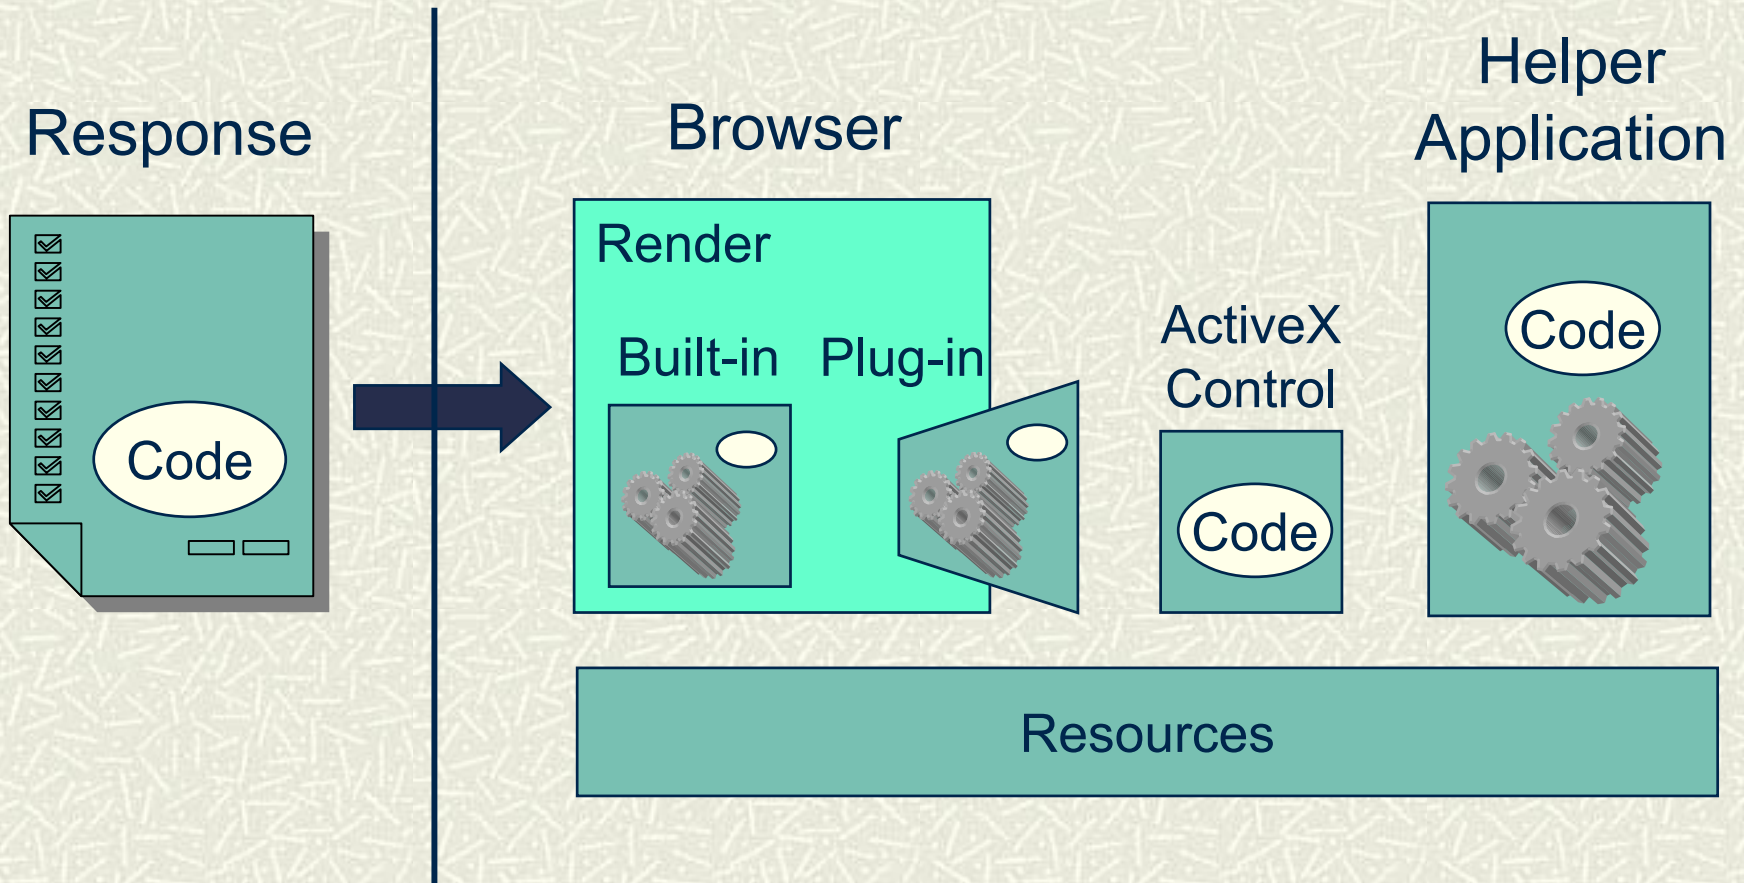 Response
Code
Browser
Render
Built-in
Plug-in
ActiveX
Control
Code
Helper
Application
Code
Resources